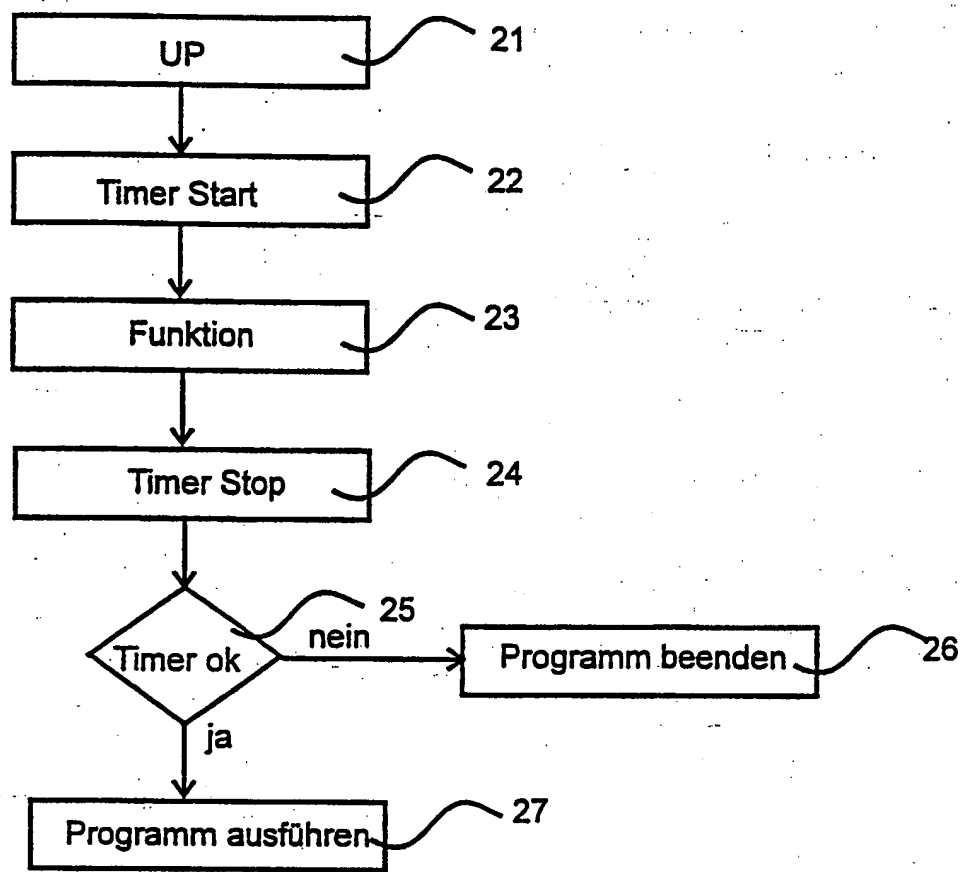 UP
21
Timer Start
22
Funktion
23
Timer Stop
24
Timer ok
25
nein
Programm beenden
26
ja
Programm ausführen
27